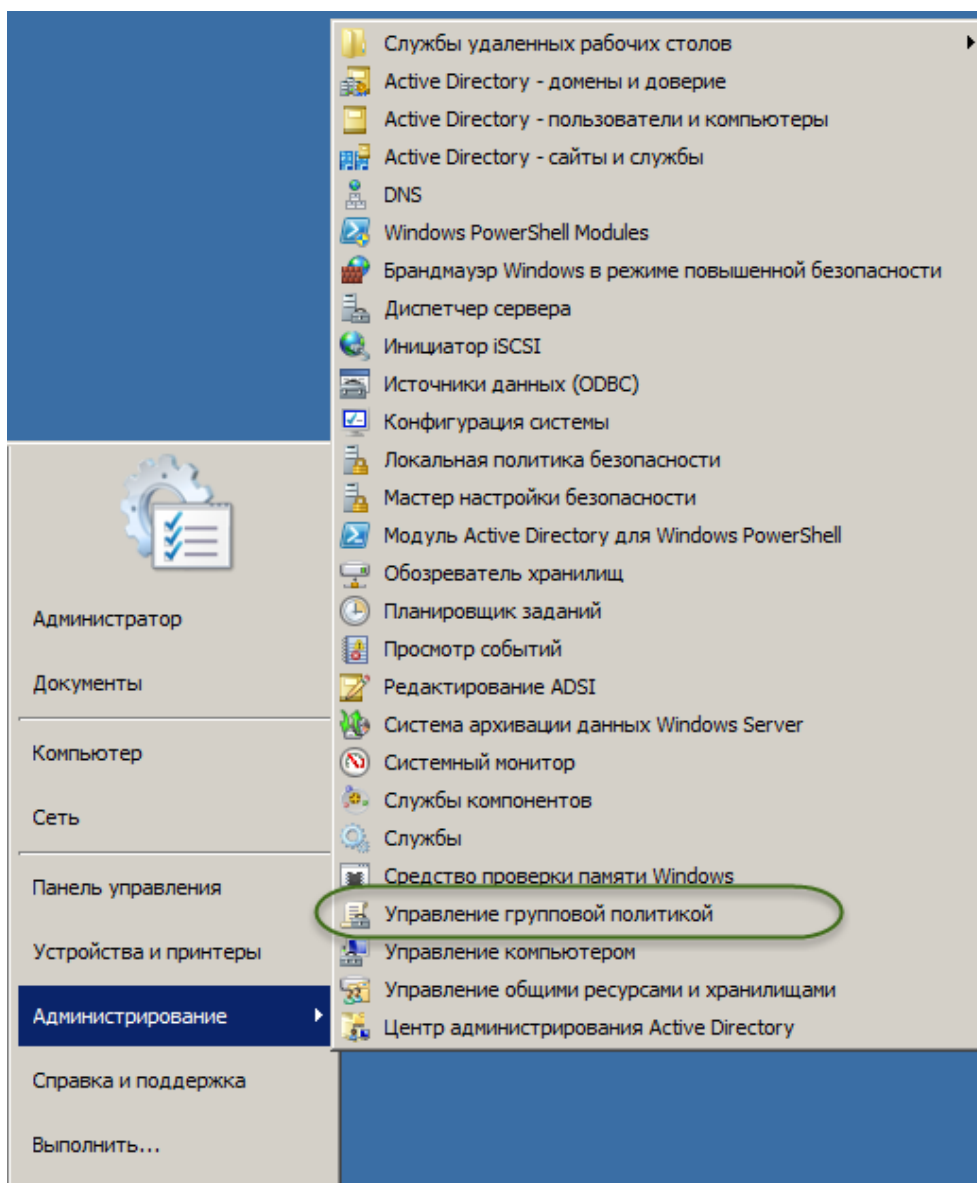 Службы удаленных рабочих столов
Active Directory - домены и доверие
Active Directory - пользователи и компьютеры
Active Directory - сайты и службы
DNS
Windows PowerShell Modules
Брандмауэр Windows в режиме повышенной безопасности
Диспетчер сервера
Инициатор iSCSI
Источники данных (ODBC)
Конфигурация системы
Локальная политика безопасности
Мастер настройки безопасности
Модуль Active Directory для Windows PowerShell
Обозреватель хранилищ
Планировщик заданий
Просмотр событий
Редактирование ADSI
Система архивации данных Windows Server
Системный монитор
Службы компонентов
Службы
Средство проверки памяти Windows
Управление групповой политикой
Управление компьютером
Управление общими ресурсами и хранилищами
Центр администрирования Active Directory
Администратор
Документы
Компьютер
Сеть
Панель управления
Устройства и принтеры
Администрирование
Справка и поддержка
Выполнить...